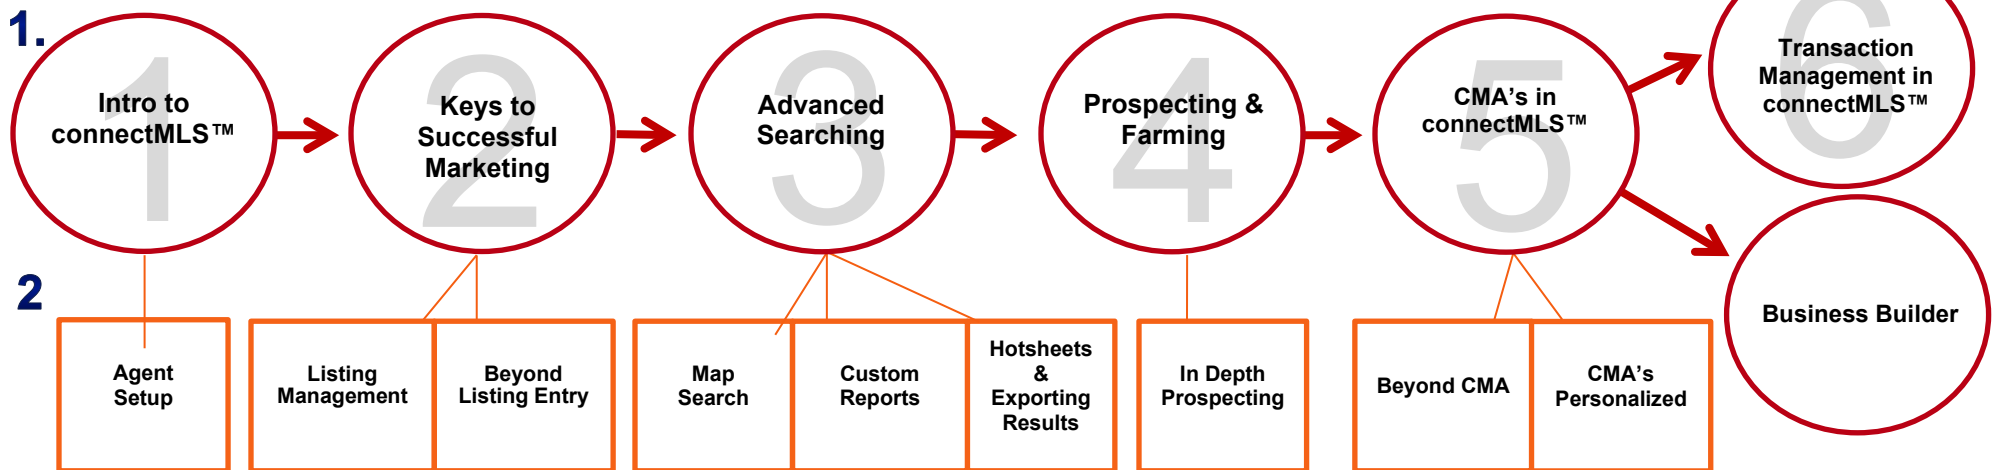 1.
1
Intro to
connectMLS™
2
Keys to
Successful
Marketing
3
Advanced
Searching
4
Prospecting &
Farming
5
CMA's in
connectMLS™
6
Transaction
Management in
connectMLS™
Business Builder
2
Agent
Setup
Listing
Management
Beyond
Listing Entry
Map
Search
Custom
Reports
Hotsheets
&
Exporting
Results
In Depth
Prospecting
Beyond CMA
CMA's
Personalized